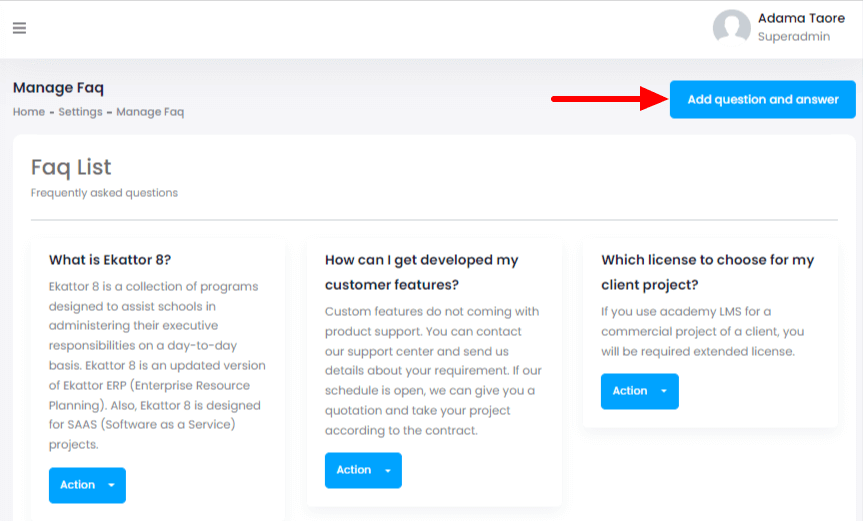 Adama Taore
Superadmin
Manage Faq
Home - Settings - Manage Faq
Add question and answer
Faq List
Frequently asked questions
What is Ekattor 8?
Ekattor 8 is a collection of programs
designed to assist schools in
administering their executive
responsibilities on a day-to-day
basis. Ekattor 8 is an updated version
of Ekattor ERP (Enterprise Resource
Planning). Also, Ekattor 8 is designed
for SAAS (Software as a Service)
projects.
Action
How can I get developed my
customer features?
Custom features do not coming with
product support. You can contact
our support center and send us
details about your requirement. If our
schedule is open, we can give you a
quotation and take your project
according to the contract.
Action
Which license to choose for my
client project?
If you use academy LMS for a
commercial project of a client, you
will be required extended license.
Action